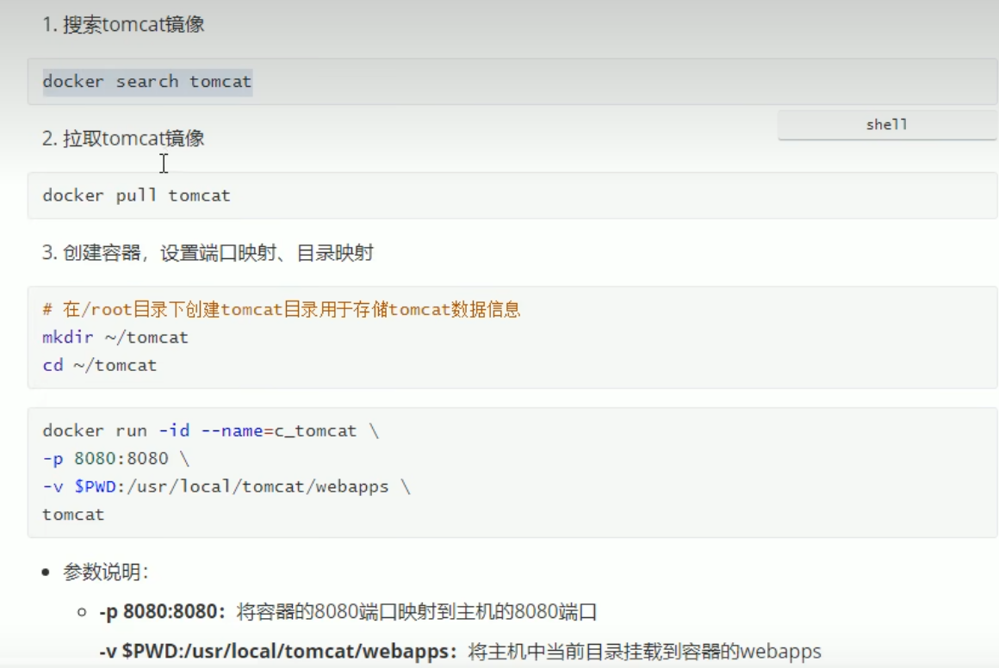 1. 搜索tomcat镜像
docker search tomcat
shell
2. 拉取tomcat镜像
docker pull tomcat
3. 创建容器，设置端口映射、目录映射
# 在/root目录下创建tomcat目录用于存储tomcat数据信息
mkdir ~/tomcat
cd ~/tomcat
docker run -id --name=c_tomcat \
-p 8080:8080 \
-v $PWD:/usr/local/tomcat/webapps \
tomcat
• 参数说明：
○ -p 8080:8080：将容器的8080端口映射到主机的8080端口
-v $PWD:/usr/local/tomcat/webapps：将主机中当前目录挂载到容器的webapps